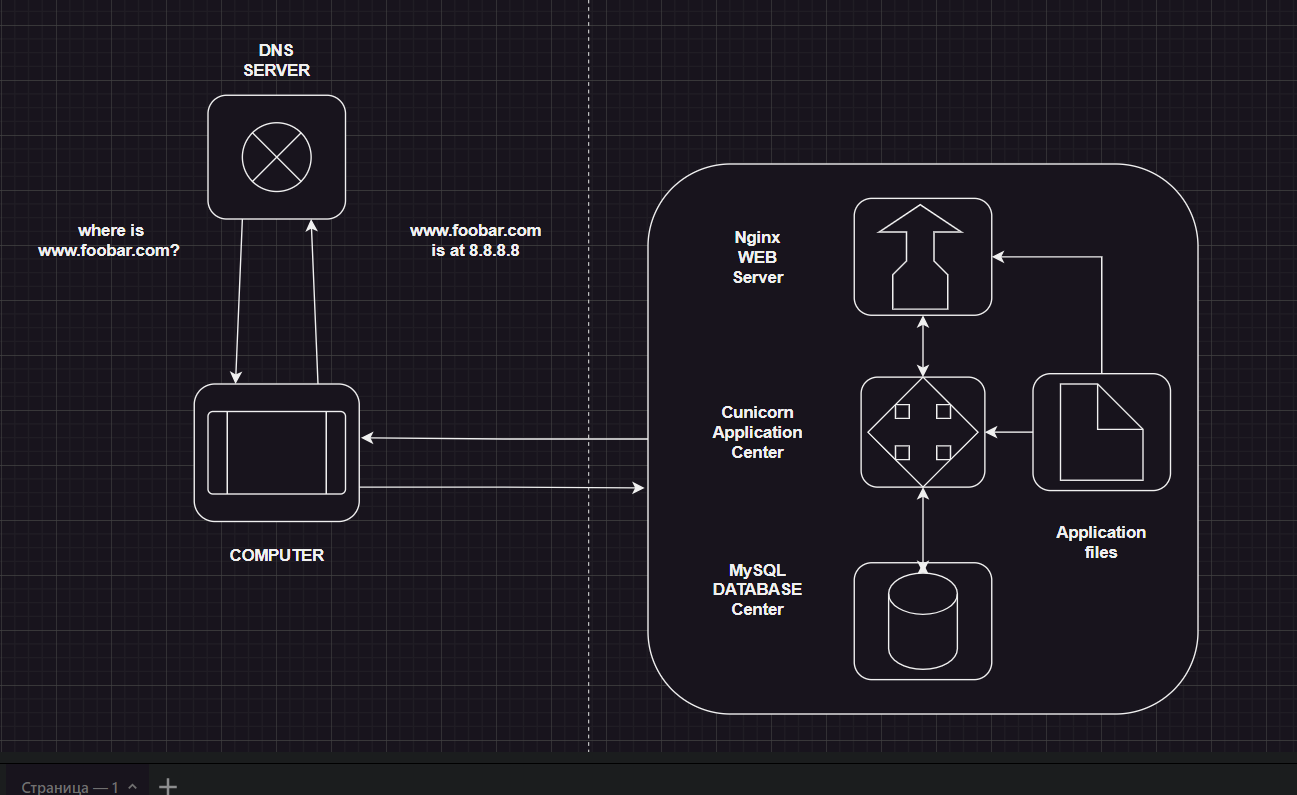 DNS
SERVER
where is
www.foobar.com?
www.foobar.com
is at 8.8.8.8
COMPUTER
Nginx
WEB
Server
Cunicorn
Application
Center
Application
files
MySQL
DATABASE
Center
Страница — 1